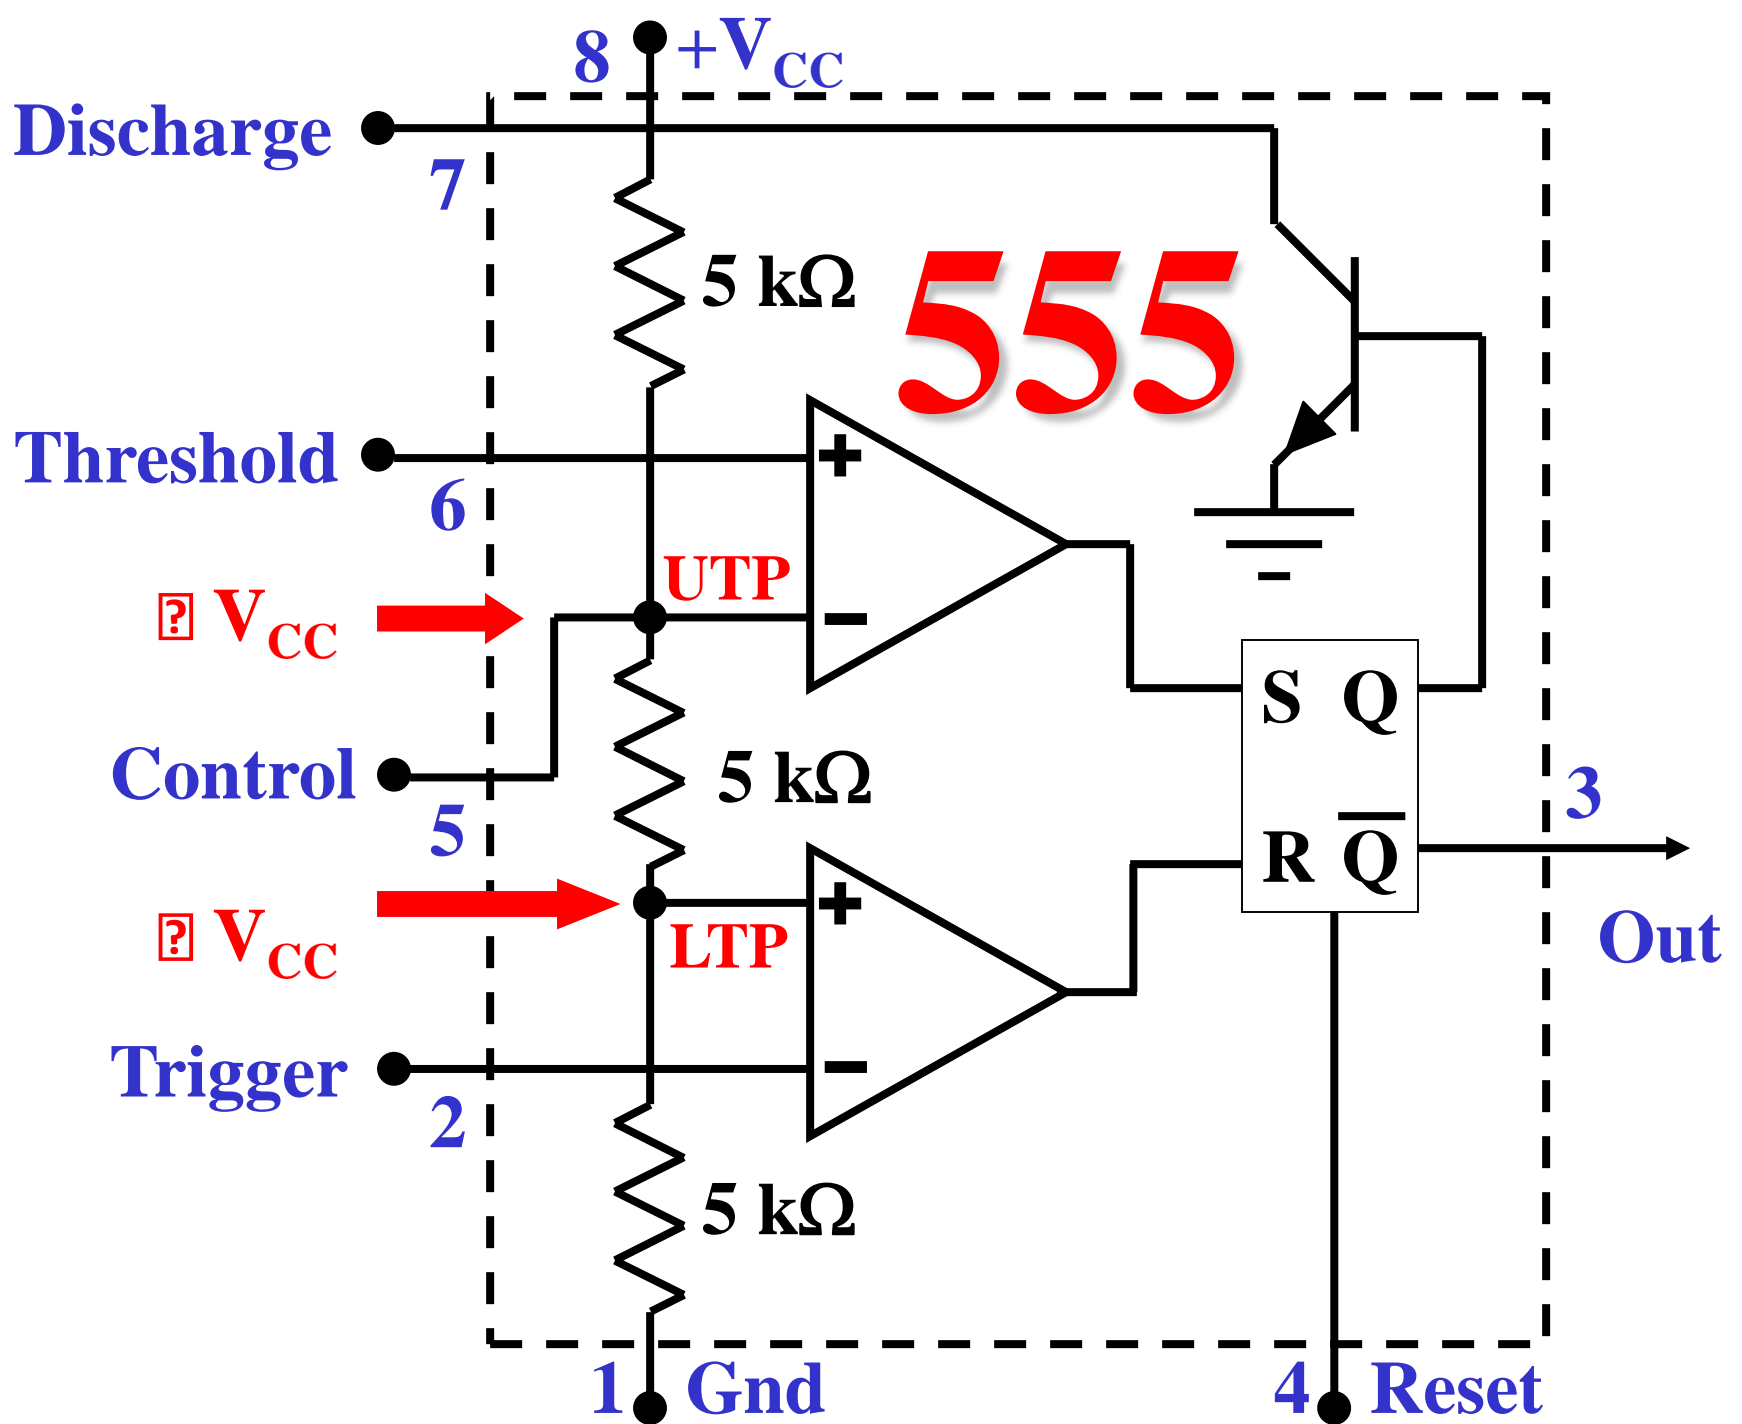 8 +VCC
Discharge
7
5 kΩ
555
Threshold
+
6
UTP
VCC
−
S Q
Control
5 kΩ
5
3
R Q̅
VCC
+
LTP
Out
Trigger
−
2
5 kΩ
1 Gnd
4 Reset